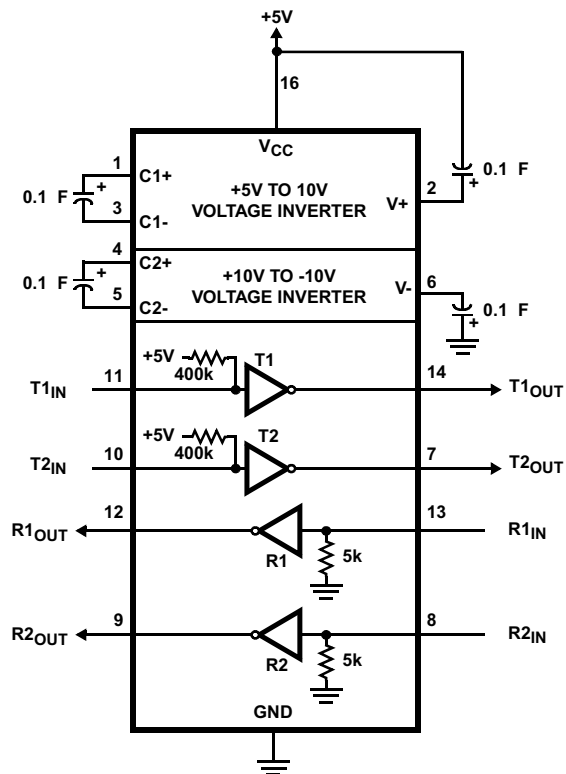 +5V
16
VCC
1
C1+
+
0.1 F
3
C1-
+5V TO 10V
VOLTAGE INVERTER
V+
2
0.1 F
+
4
C2+
+
0.1 F
5
C2-
+10V TO -10V
VOLTAGE INVERTER
V-
6
0.1 F
+
+5V
400k
T1
T1IN
11
14
T1OUT
+5V
400k
T2
T2IN
10
7
T2OUT
R1OUT
12
13
R1IN
R1
5k
R2OUT
9
8
R2IN
R2
5k
GND